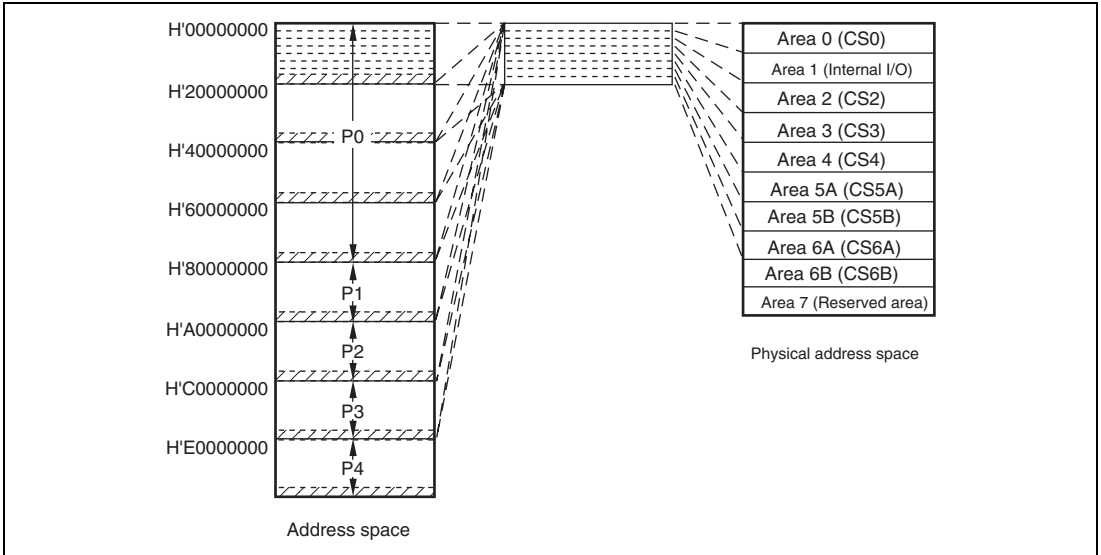 H'00000000
H'20000000
H'40000000
H'60000000
H'80000000
H'A0000000
H'C0000000
H'E0000000
P0
P1
P2
P3
P4
Address space
Area 0 (CS0)
Area 1 (Internal I/O)
Area 2 (CS2)
Area 3 (CS3)
Area 4 (CS4)
Area 5A (CS5A)
Area 5B (CS5B)
Area 6A (CS6A)
Area 6B (CS6B)
Area 7 (Reserved area)
Physical address space